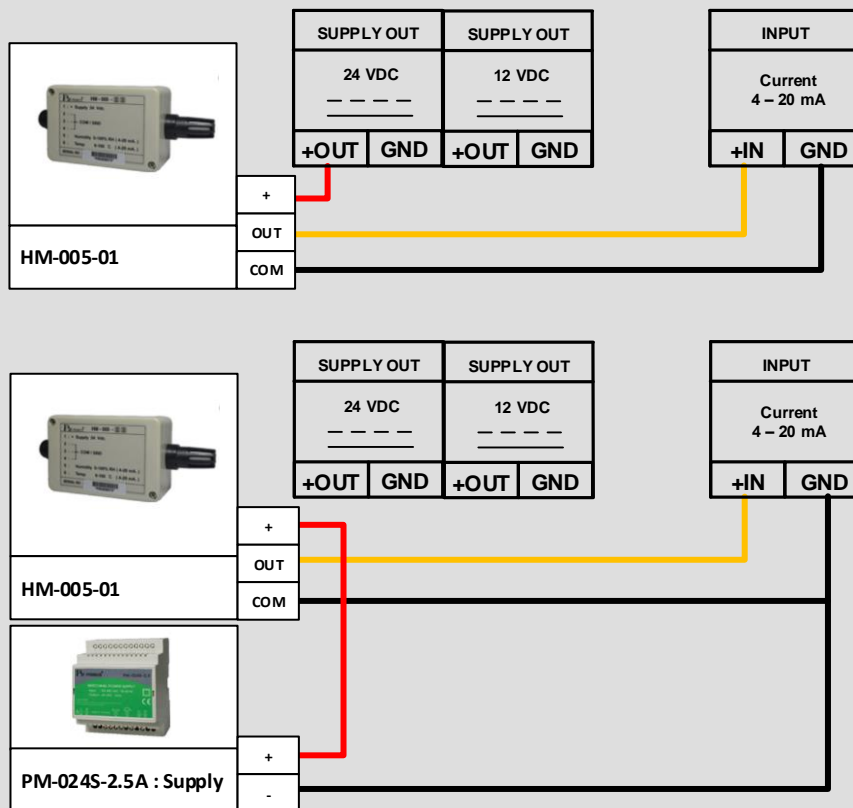 SUPPLY OUT
SUPPLY OUT
INPUT
24 VDC
12 VDC
Current
4 – 20 mA
+OUT
GND
+OUT
GND
+IN
GND
+
OUT
COM
HM-005-01
SUPPLY OUT
SUPPLY OUT
INPUT
24 VDC
12 VDC
Current
4 – 20 mA
+OUT
GND
+OUT
GND
+IN
GND
+
OUT
COM
HM-005-01
+
-
PM-024S-2.5A : Supply